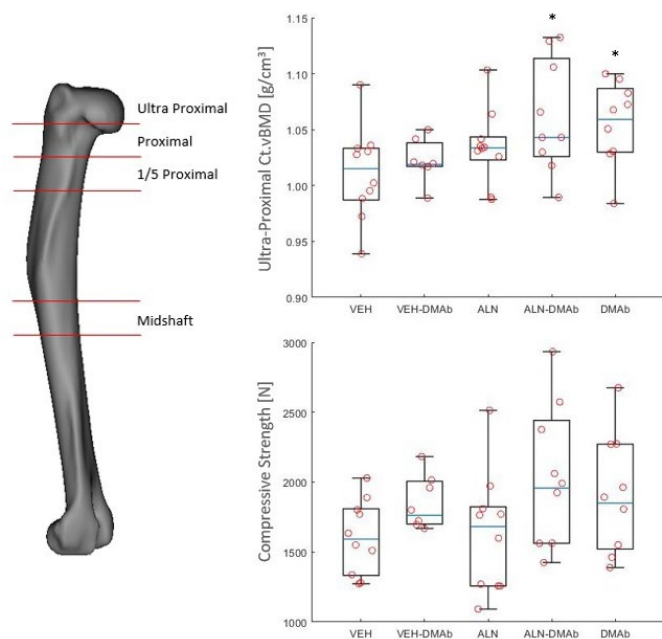 Ultra Proximal
Proximal
1/5 Proximal
Midshaft
Ultra-Proximal Ct.vBMD [g/cm³]
1.15
1.10
1.05
1.00
0.95
0.90
*
*
VEH
VEH-DMAb
ALN
ALN-DMAb
DMAb
Compressive Strength [N]
3000
2500
2000
1500
1000
VEH
VEH-DMAb
ALN
ALN-DMAb
DMAb